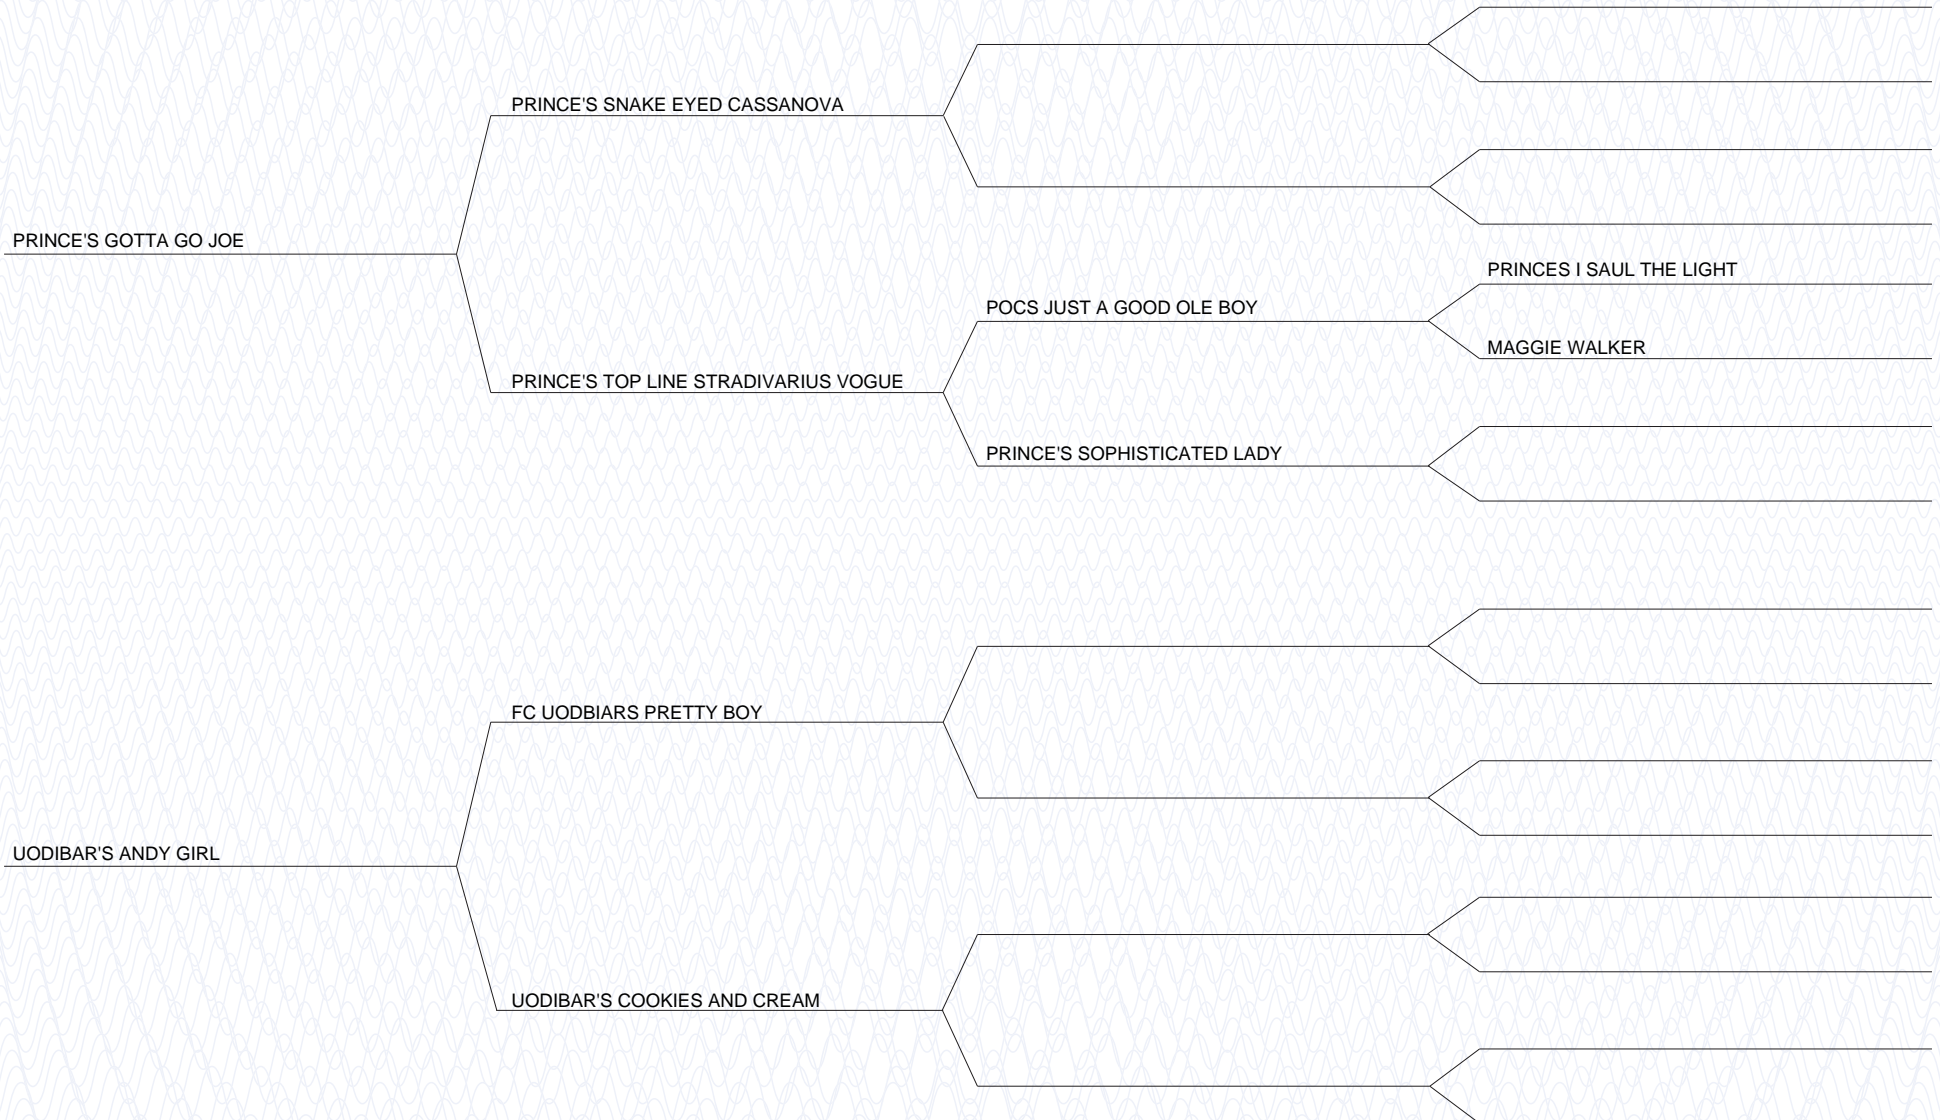 PRINCE'S SNAKE EYED CASSANOVA
PRINCE'S GOTTA GO JOE
PRINCES I SAUL THE LIGHT
POCS JUST A GOOD OLE BOY
MAGGIE WALKER
PRINCE'S TOP LINE STRADIVARIUS VOGUE
PRINCE'S SOPHISTICATED LADY
FC UODBIARS PRETTY BOY
UODIBAR'S ANDY GIRL
UODIBAR'S COOKIES AND CREAM